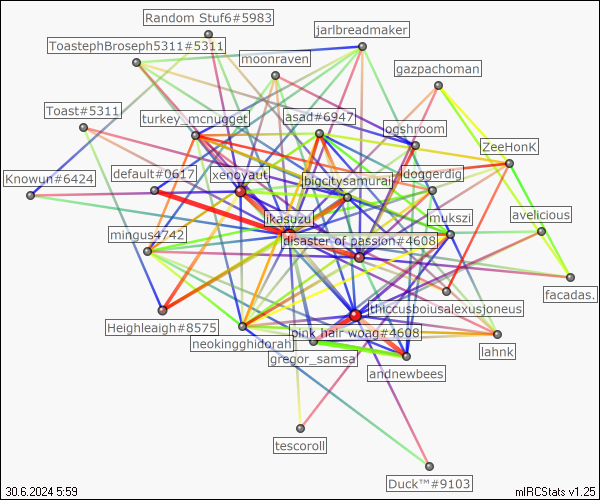 Random Stuf6#5983
jarlbreadmaker
ToastephBroseph5311#5311
moonraven
gazpachoman
Toast#5311
turkey_mcnugget
asad#6947
ogshroom
ZeeHonK
Knowun#6424
default#0617
xenoyaut
bigcitysamurai
doggerdig
ikasuzu
mukszi
avelicious
mingus4742
disaster of passion#4608
facadas.
Heighleaigh#8575
thiccusboiusalexusjoneus
neokingghidorah
pink hair woag#4608
gregor_samsa
lahnk
andnewbees
tescoroll
Duck™#9103
30.6.2024 5:59
mIRCStats v1.25